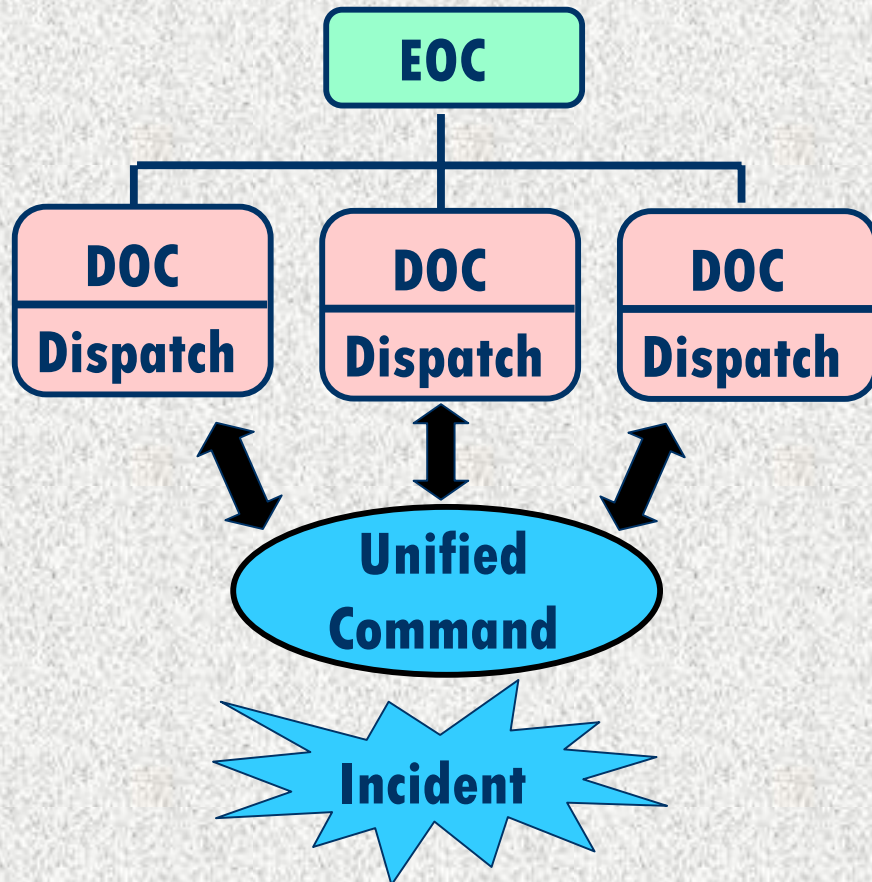 EOC
DOC
Dispatch
DOC
Dispatch
DOC
Dispatch
Unified
Command
Incident